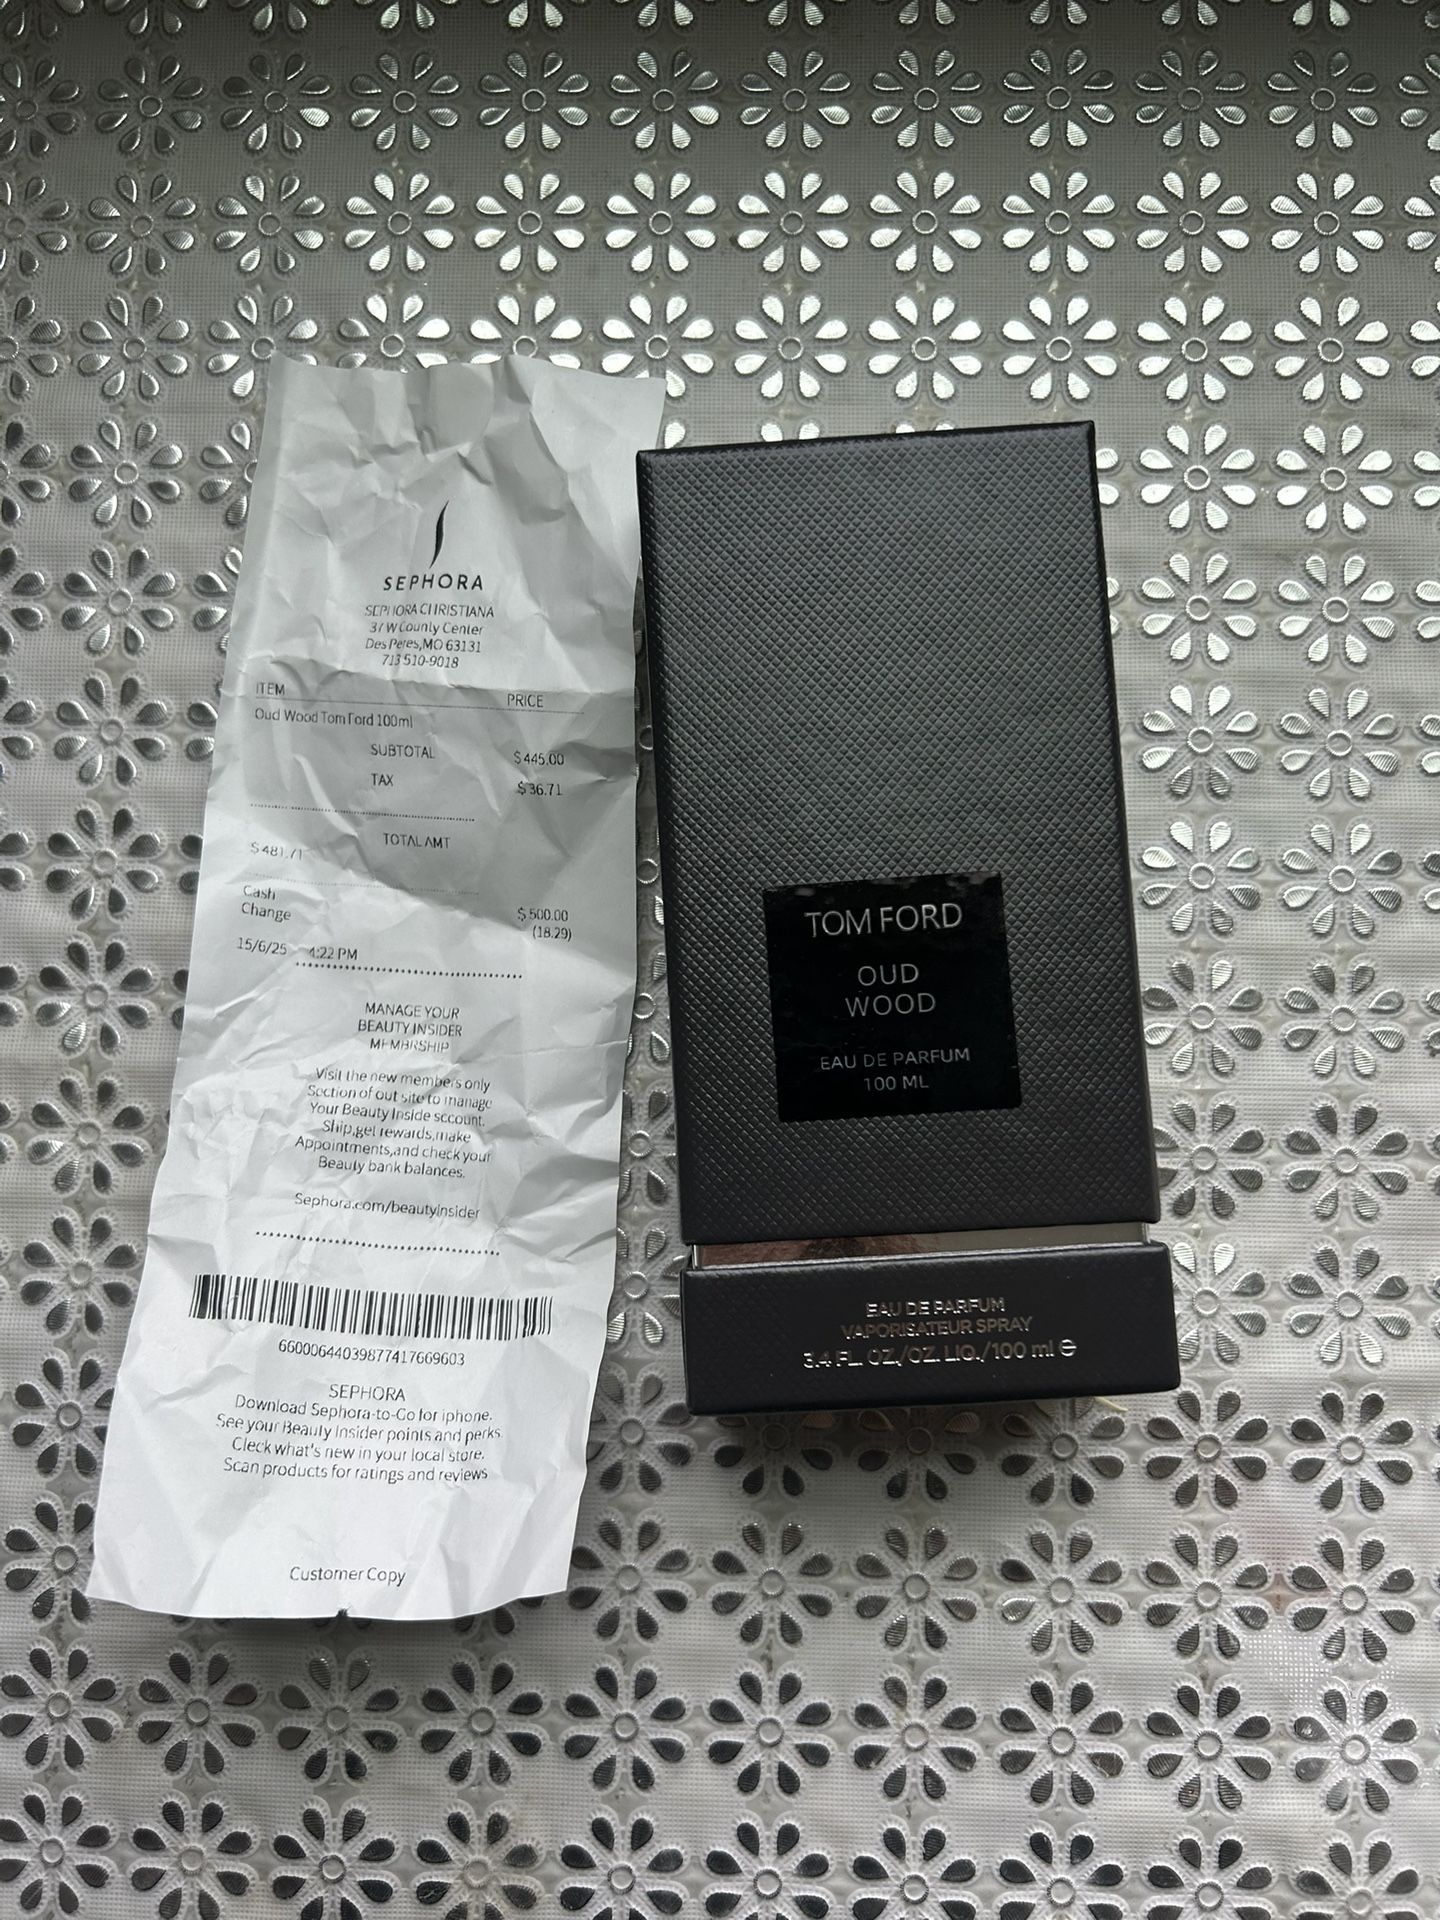 SEPHORA
SEPHORA CHRISTIANA
37 W County Center
Des Peres,MO 63131
713 510-9018
ITEM PRICE
Oud Wood Tom Ford 100ml
SUBTOTAL $445.00
TAX $36.71
TOTAL AMT
$481.71
Cash $500.00
Change (18.29)
15/6/25 4:22 PM
MANAGE YOUR
BEAUTY INSIDER
MEMBRSHIP
Visit the new members only
Section of out site to manage
Your Beauty Inside sccount.
Ship,get rewards,make
Appointments,and check your
Beauty bank balances.
Sephora.com/beautyinsider
66000644039877417669603
SEPHORA
Download Sephora-to-Go for iphone.
See your Beauty Insider points and perks.
Cleck what's new in your local store.
Scan products for ratings and reviews
Customer Copy
TOM FORD
OUD
WOOD
EAU DE PARFUM
100 ML
EAU DE PARFUM
VAPORISATEUR SPRAY
3.4 FL. OZ./OZ. LIQ./100 ml ℮